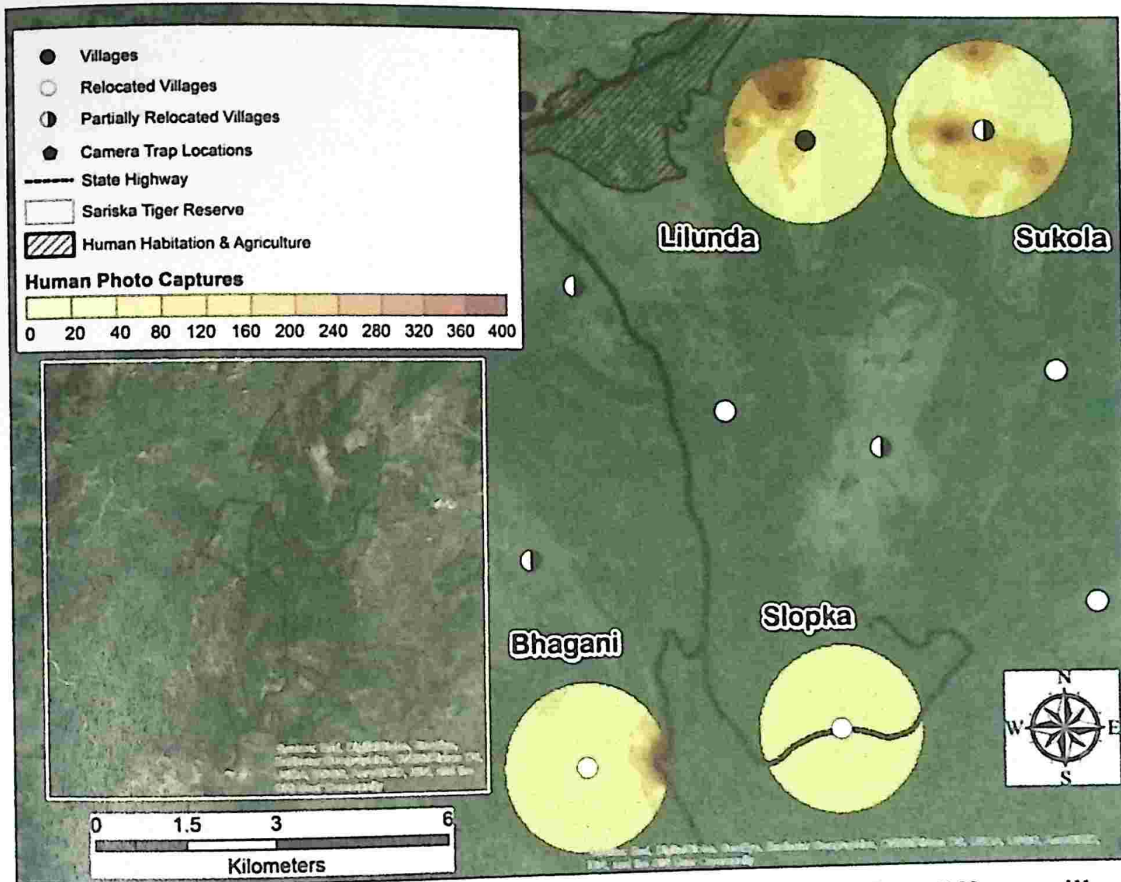 Villages
Relocated Villages
Partially Relocated Villages
Camera Trap Locations
State Highway
Sariska Tiger Reserve
Human Habitation & Agriculture
Human Photo Captures
0 20 40 80 120 160 200 240 280 320 360 400
Lilunda
Sukola
Bhagani
Slopka
N
W E
S
0 1.5 3 6
Kilometers